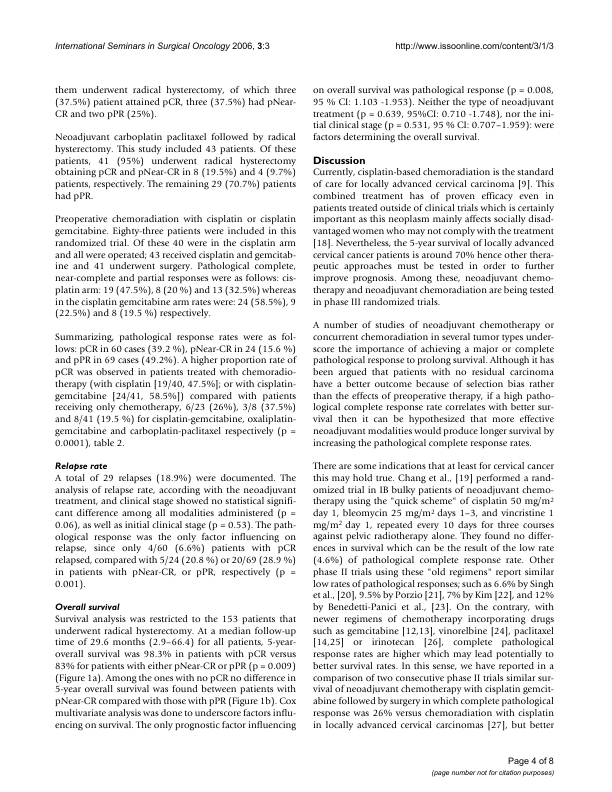 International Seminars in Surgical Oncology 2006, 3:3
http://www.issoonline.com/content/3/1/3
them underwent radical hysterectomy, of which three
(37.5%) patient attained pCR, three (37.5%) had pNear-
CR and two pPR (25%).
Neoadjuvant carboplatin paclitaxel followed by radical
hysterectomy. This study included 43 patients. Of these
patients, 41 (95%) underwent radical hysterectomy
obtaining pCR and pNear-CR in 8 (19.5%) and 4 (9.7%)
patients, respectively. The remaining 29 (70.7%) patients
had pPR.
Preoperative chemoradiation with cisplatin or cisplatin
gemcitabine. Eighty-three patients were included in this
randomized trial. Of these 40 were in the cisplatin arm
and all were operated; 43 received cisplatin and gemcitab-
ine and 41 underwent surgery. Pathological complete,
near-complete and partial responses were as follows: cis-
platin arm: 19 (47.5%), 8 (20 %) and 13 (32.5%) whereas
in the cisplatin gemcitabine arm rates were: 24 (58.5%), 9
(22.5%) and 8 (19.5 %) respectively.
Summarizing, pathological response rates were as fol-
lows: pCR in 60 cases (39.2 %), pNear-CR in 24 (15.6 %)
and pPR in 69 cases (49.2%). A higher proportion rate of
pCR was observed in patients treated with chemoradio-
therapy (with cisplatin [19/40, 47.5%]; or with cisplatin-
gemcitabine [24/41, 58.5%]) compared with patients
receiving only chemotherapy, 6/23 (26%), 3/8 (37.5%)
and 8/41 (19.5 %) for cisplatin-gemcitabine, oxaliplatin-
gemcitabine and carboplatin-paclitaxel respectively (p =
0.0001), table 2.
Relapse rate
A total of 29 relapses (18.9%) were documented. The
analysis of relapse rate, according with the neoadjuvant
treatment, and clinical stage showed no statistical signifi-
cant difference among all modalities administered (p =
0.06), as well as initial clinical stage (p = 0.53). The path-
ological response was the only factor influencing on
relapse, since only 4/60 (6.6%) patients with pCR
relapsed, compared with 5/24 (20.8 %) or 20/69 (28.9 %)
in patients with pNear-CR, or pPR, respectively (p =
0.001).
Overall survival
Survival analysis was restricted to the 153 patients that
underwent radical hysterectomy. At a median follow-up
time of 29.6 months (2.9–66.4) for all patients, 5-year-
overall survival was 98.3% in patients with pCR versus
83% for patients with either pNear-CR or pPR (p = 0.009)
(Figure 1a). Among the ones with no pCR no difference in
5-year overall survival was found between patients with
pNear-CR compared with those with pPR (Figure 1b). Cox
multivariate analysis was done to underscore factors influ-
encing on survival. The only prognostic factor influencing
on overall survival was pathological response (p = 0.008,
95 % CI: 1.103 -1.953). Neither the type of neoadjuvant
treatment (p = 0.639, 95%CI: 0.710 -1.748), nor the ini-
tial clinical stage (p = 0.531, 95 % CI: 0.707–1.959): were
factors determining the overall survival.
Discussion
Currently, cisplatin-based chemoradiation is the standard
of care for locally advanced cervical carcinoma [9]. This
combined treatment has of proven efficacy even in
patients treated outside of clinical trials which is certainly
important as this neoplasm mainly affects socially disad-
vantaged women who may not comply with the treatment
[18]. Nevertheless, the 5-year survival of locally advanced
cervical cancer patients is around 70% hence other thera-
peutic approaches must be tested in order to further
improve prognosis. Among these, neoadjuvant chemo-
therapy and neoadjuvant chemoradiation are being tested
in phase III randomized trials.
A number of studies of neoadjuvant chemotherapy or
concurrent chemoradiation in several tumor types under-
score the importance of achieving a major or complete
pathological response to prolong survival. Although it has
been argued that patients with no residual carcinoma
have a better outcome because of selection bias rather
than the effects of preoperative therapy, if a high patho-
logical complete response rate correlates with better sur-
vival then it can be hypothesized that more effective
neoadjuvant modalities would produce longer survival by
increasing the pathological complete response rates.
There are some indications that at least for cervical cancer
this may hold true. Chang et al., [19] performed a rand-
omized trial in IB bulky patients of neoadjuvant chemo-
therapy using the "quick scheme" of cisplatin 50 mg/m²
day 1, bleomycin 25 mg/m² days 1–3, and vincristine 1
mg/m² day 1, repeated every 10 days for three courses
against pelvic radiotherapy alone. They found no differ-
ences in survival which can be the result of the low rate
(4.6%) of pathological complete response. Other
phase II trials using these "old regimens" report similar
low rates of pathological responses; such as 6.6% by Singh
et al., [20], 9.5% by Porzio [21], 7% by Kim [22], and 12%
by Benedetti-Panici et al., [23]. On the contrary, with
newer regimens of chemotherapy incorporating drugs
such as gemcitabine [12,13], vinorelbine [24], paclitaxel
[14,25] or irinotecan [26], complete pathological
response rates are higher which may lead potentially to
better survival rates. In this sense, we have reported in a
comparison of two consecutive phase II trials similar sur-
vival of neoadjuvant chemotherapy with cisplatin gemcit-
abine followed by surgery in which complete pathological
response was 26% versus chemoradiation with cisplatin
in locally advanced cervical carcinomas [27], but better
Page 4 of 8
(page number not for citation purposes)